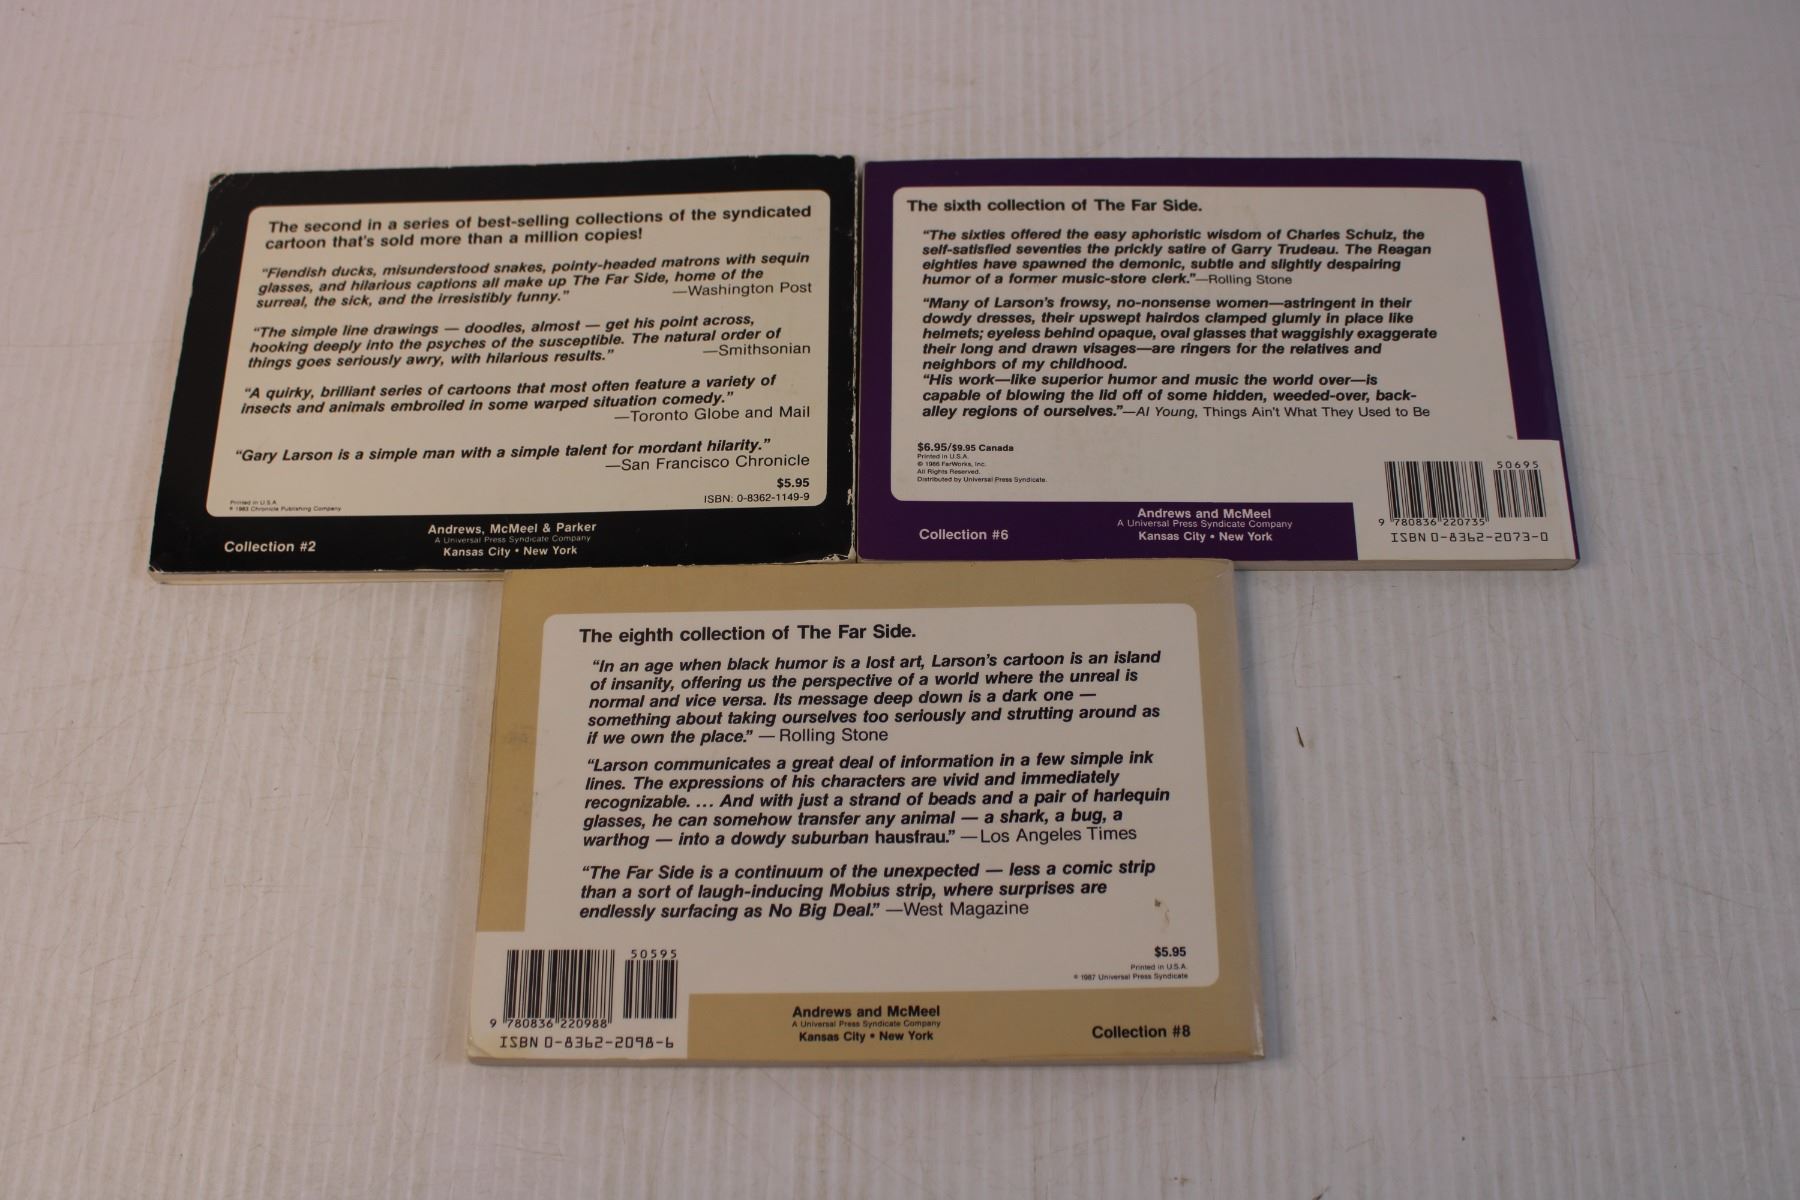 The second in a series of best-selling collections of the syndicated
cartoon that's sold more than a million copies!
"Fiendish ducks, misunderstood snakes, pointy-headed matrons with sequin
glasses, and hilarious captions all make up The Far Side, home of the
surreal, the sick, and the irresistibly funny."
—Washington Post
"The simple line drawings — doodles, almost — get his point across,
hooking deeply into the psyches of the susceptible. The natural order of
things goes seriously awry, with hilarious results."
—Smithsonian
"A quirky, brilliant series of cartoons that most often feature a variety of
insects and animals embroiled in some warped situation comedy."
—Toronto Globe and Mail
"Gary Larson is a simple man with a simple talent for mordant hilarity."
—San Francisco Chronicle
$5.95
ISBN: 0-8362-1149-9
Printed in U.S.A.
© 1983 Chronicle Publishing Company
Andrews, McMeel & Parker
A Universal Press Syndicate Company
Kansas City • New York
Collection #2
The sixth collection of The Far Side.
"The sixties offered the easy aphoristic wisdom of Charles Schulz, the
self-satisfied seventies the prickly satire of Garry Trudeau. The Reagan
eighties have spawned the demonic, subtle and slightly despairing
humor of a former music-store clerk."—Rolling Stone
"Many of Larson's frowsy, no-nonsense women—astringent in their
dowdy dresses, their upswept hairdos clamped glumly in place like
helmets; eyeless behind opaque, oval glasses that waggishly exaggerate
their long and drawn visages—are ringers for the relatives and
neighbors of my childhood.
"His work—like superior humor and music the world over—is
capable of blowing the lid off of some hidden, weeded-over, back-
alley regions of ourselves."—Al Young, Things Ain't What They Used to Be
$6.95/$9.95 Canada
Printed in U.S.A.
© 1986 FarWorks, Inc.
All Rights Reserved.
Distributed by Universal Press Syndicate.
Collection #6
Andrews and McMeel
A Universal Press Syndicate Company
Kansas City • New York
50695
9 780836 220735
ISBN 0-8362-2073-0
The eighth collection of The Far Side.
"In an age when black humor is a lost art, Larson's cartoon is an island
of insanity, offering us the perspective of a world where the unreal is
normal and vice versa. Its message deep down is a dark one —
something about taking ourselves too seriously and strutting around as
if we own the place." — Rolling Stone
"Larson communicates a great deal of information in a few simple ink
lines. The expressions of his characters are vivid and immediately
recognizable. ... And with just a strand of beads and a pair of harlequin
glasses, he can somehow transfer any animal — a shark, a bug, a
warthog — into a dowdy suburban hausfrau." —Los Angeles Times
"The Far Side is a continuum of the unexpected — less a comic strip
than a sort of laugh-inducing Mobius strip, where surprises are
endlessly surfacing as No Big Deal." —West Magazine
$5.95
Printed in U.S.A.
© 1987 Universal Press Syndicate
50595
9 780836 220988
ISBN 0-8362-2098-6
Andrews and McMeel
A Universal Press Syndicate Company
Kansas City • New York
Collection #8